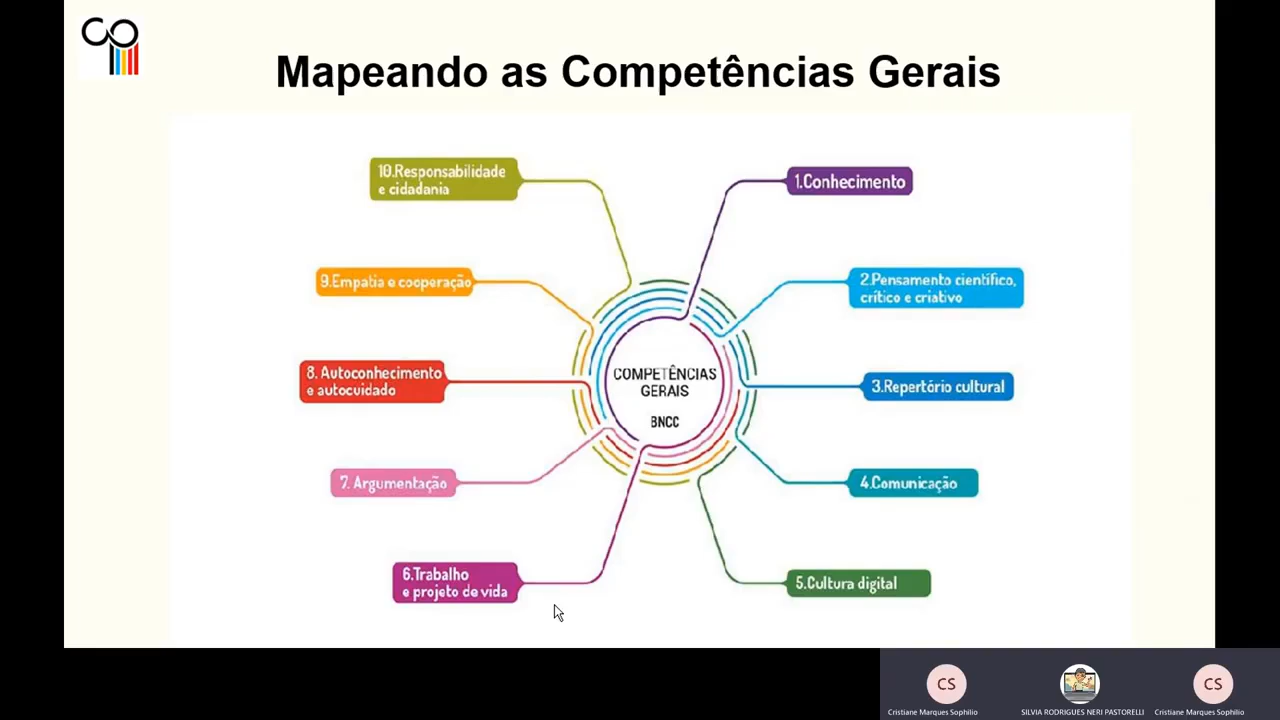 Mapeando as Competências Gerais
10.Responsabilidade
e cidadania
1.Conhecimento
9.Empatia e cooperação
2.Pensamento científico,
crítico e criativo
8. Autoconhecimento
e autocuidado
COMPETÊNCIAS
GERAIS
BNCC
3.Repertório cultural
7. Argumentação
4.Comunicação
6.Trabalho
e projeto de vida
5.Cultura digital
CS
CS
Cristiane Marques Sophilio
SILVIA RODRIGUES NERI PASTORELLI
Cristiane Marques Sophilio